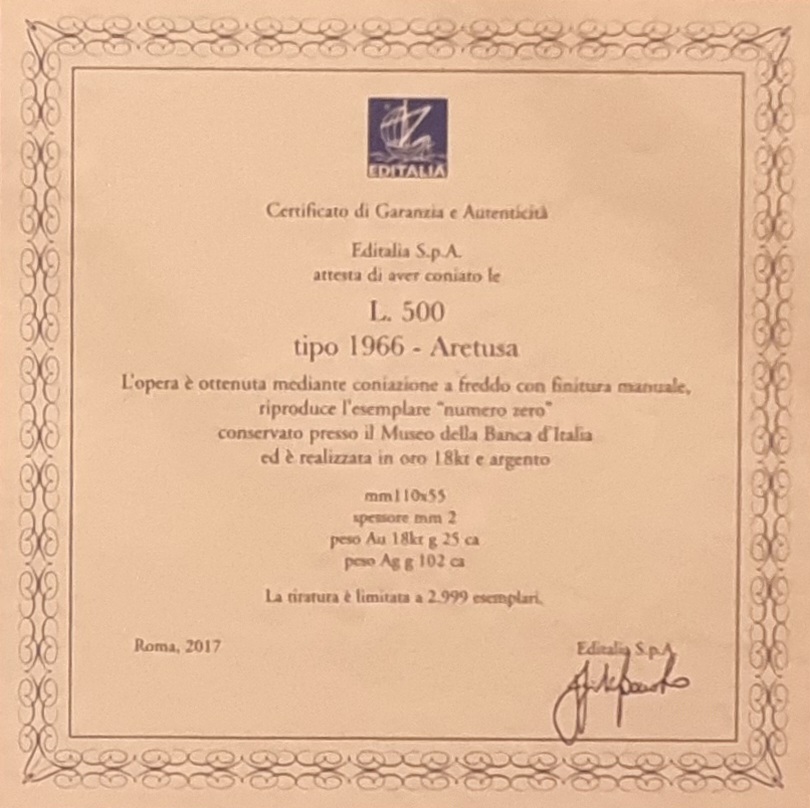 EDITALIA
Certificato di Garanzia e Autenticità
Editalia S.p.A.
attesta di aver coniato le
L. 500
tipo 1966 - Aretusa
L'opera è ottenuta mediante coniazione a freddo con finitura manuale,
riproduce l'esemplare "numero zero"
conservato presso il Museo della Banca d'Italia
ed è realizzata in oro 18kt e argento
mm110x55
spessore mm 2
peso Au 18kt g 25 ca
peso Ag g 102 ca
La tiratura è limitata a 2.999 esemplari.
Roma, 2017
Editalia S.p.A.